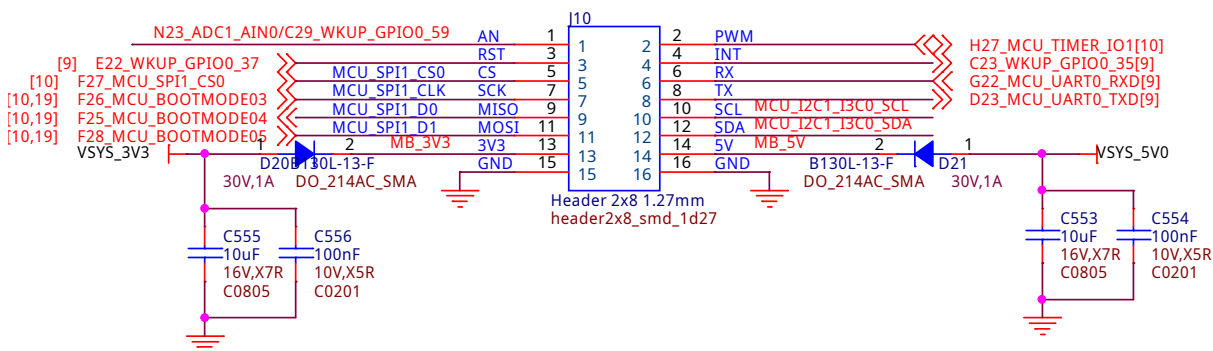 J10
N23_ADC1_AIN0/C29_WKUP_GPIO0_59 AN 1 1 2 2 PWM H27_MCU_TIMER_IO1[10]
[9] E22_WKUP_GPIO0_37 RST 3 3 4 4 INT C23_WKUP_GPIO0_35[9]
[10] F27_MCU_SPI1_CS0 MCU_SPI1_CS0 CS 5 5 6 6 RX G22_MCU_UART0_RXD[9]
[10,19] F26_MCU_BOOTMODE03 MCU_SPI1_CLK SCK 7 7 8 8 TX D23_MCU_UART0_TXD[9]
[10,19] F25_MCU_BOOTMODE04 MCU_SPI1_D0 MISO 9 9 10 10 SCL MCU_I2C1_I3C0_SCL
[10,19] F28_MCU_BOOTMODE05 MCU_SPI1_D1 MOSI 11 11 12 12 SDA MCU_I2C1_I3C0_SDA
VSYS_3V3 1 2 MB_3V3 3V3 13 13 14 14 5V MB_5V 2 1 VSYS_5V0
D20 B130L-13-F GND 15 15 16 16 GND B130L-13-F D21
30V,1A DO_214AC_SMA DO_214AC_SMA 30V,1A
Header 2x8 1.27mm
header2x8_smd_1d27
C555 C556 C553 C554
10uF 100nF 10uF 100nF
16V,X7R 10V,X5R 16V,X7R 10V,X5R
C0805 C0201 C0805 C0201